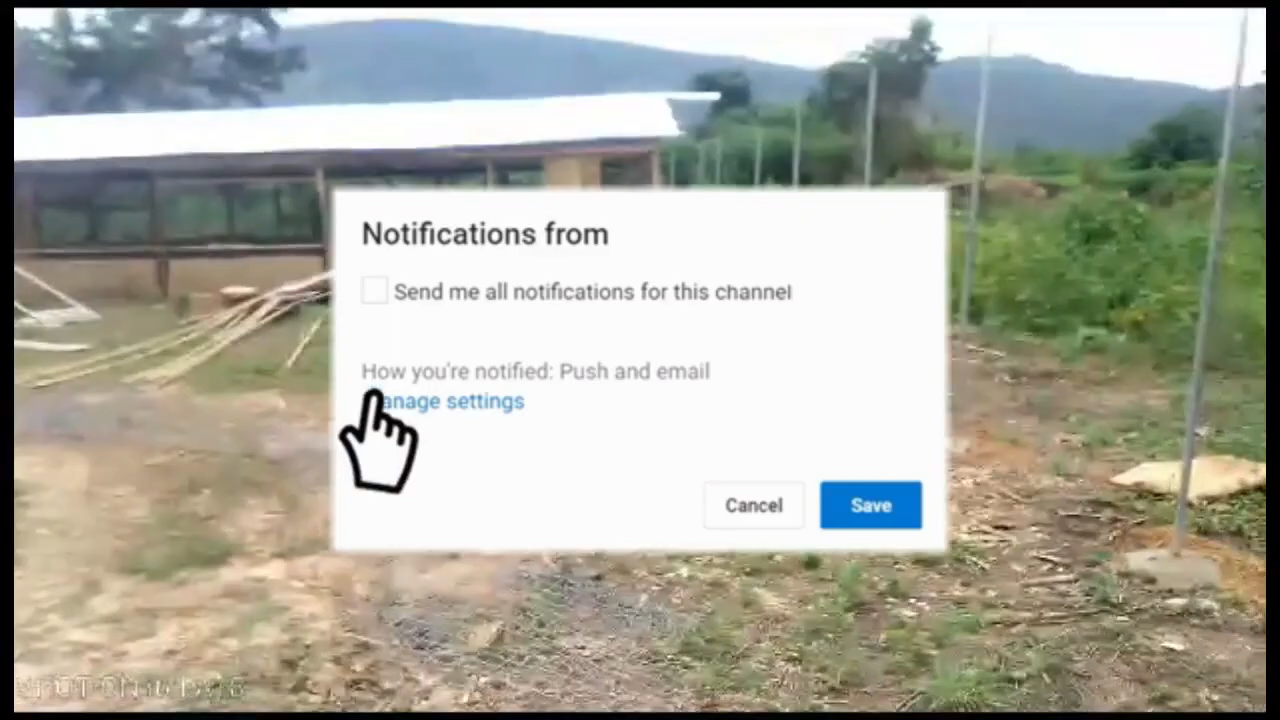 Notifications from
Send me all notifications for this channel
How you're notified: Push and email
anage settings
Cancel
Save